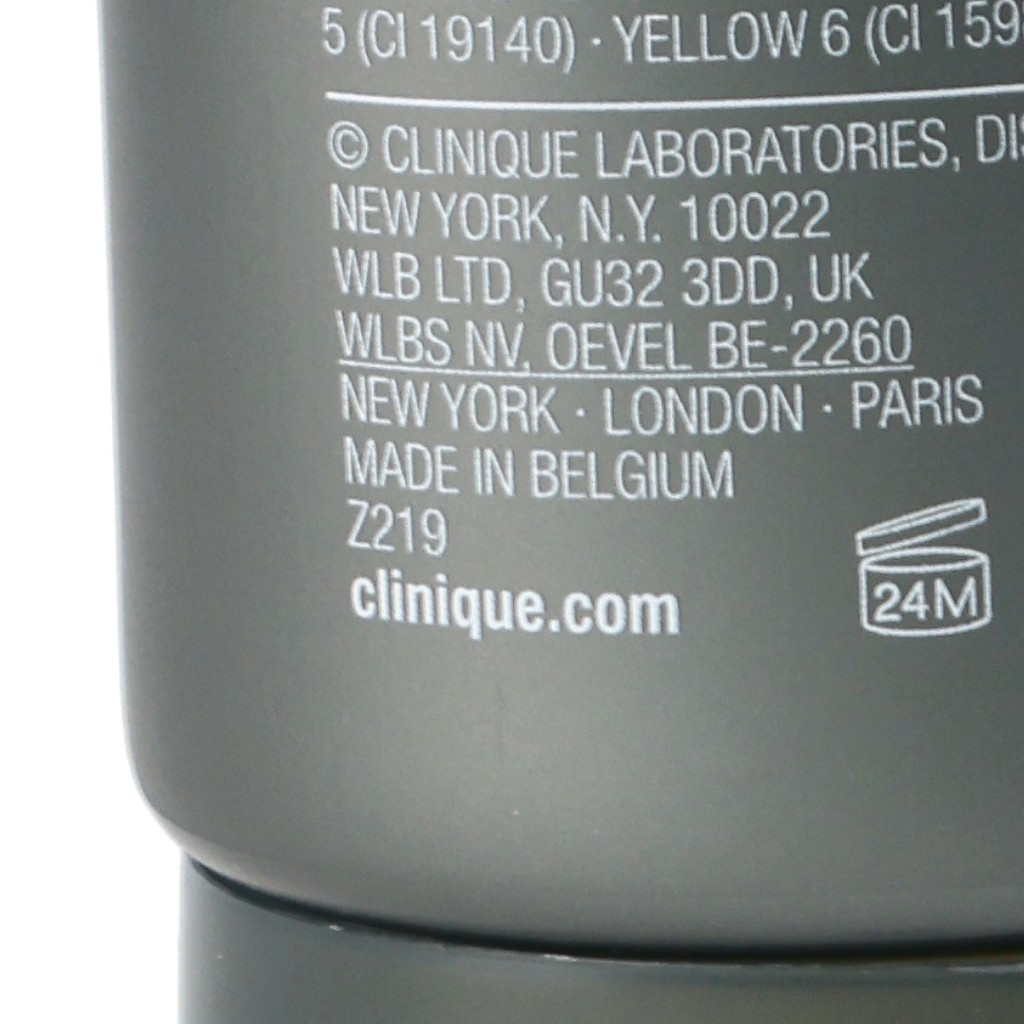 5 (CI 19140) · YELLOW 6 (CI
© CLINIQUE LABORATORIES,
NEW YORK, N.Y. 10022
WLB LTD, GU32 3DD, UK
WLBS NV, OEVEL BE-2260
NEW YORK · LONDON · PARIS
MADE IN BELGIUM
Z219
clinique.com
24M